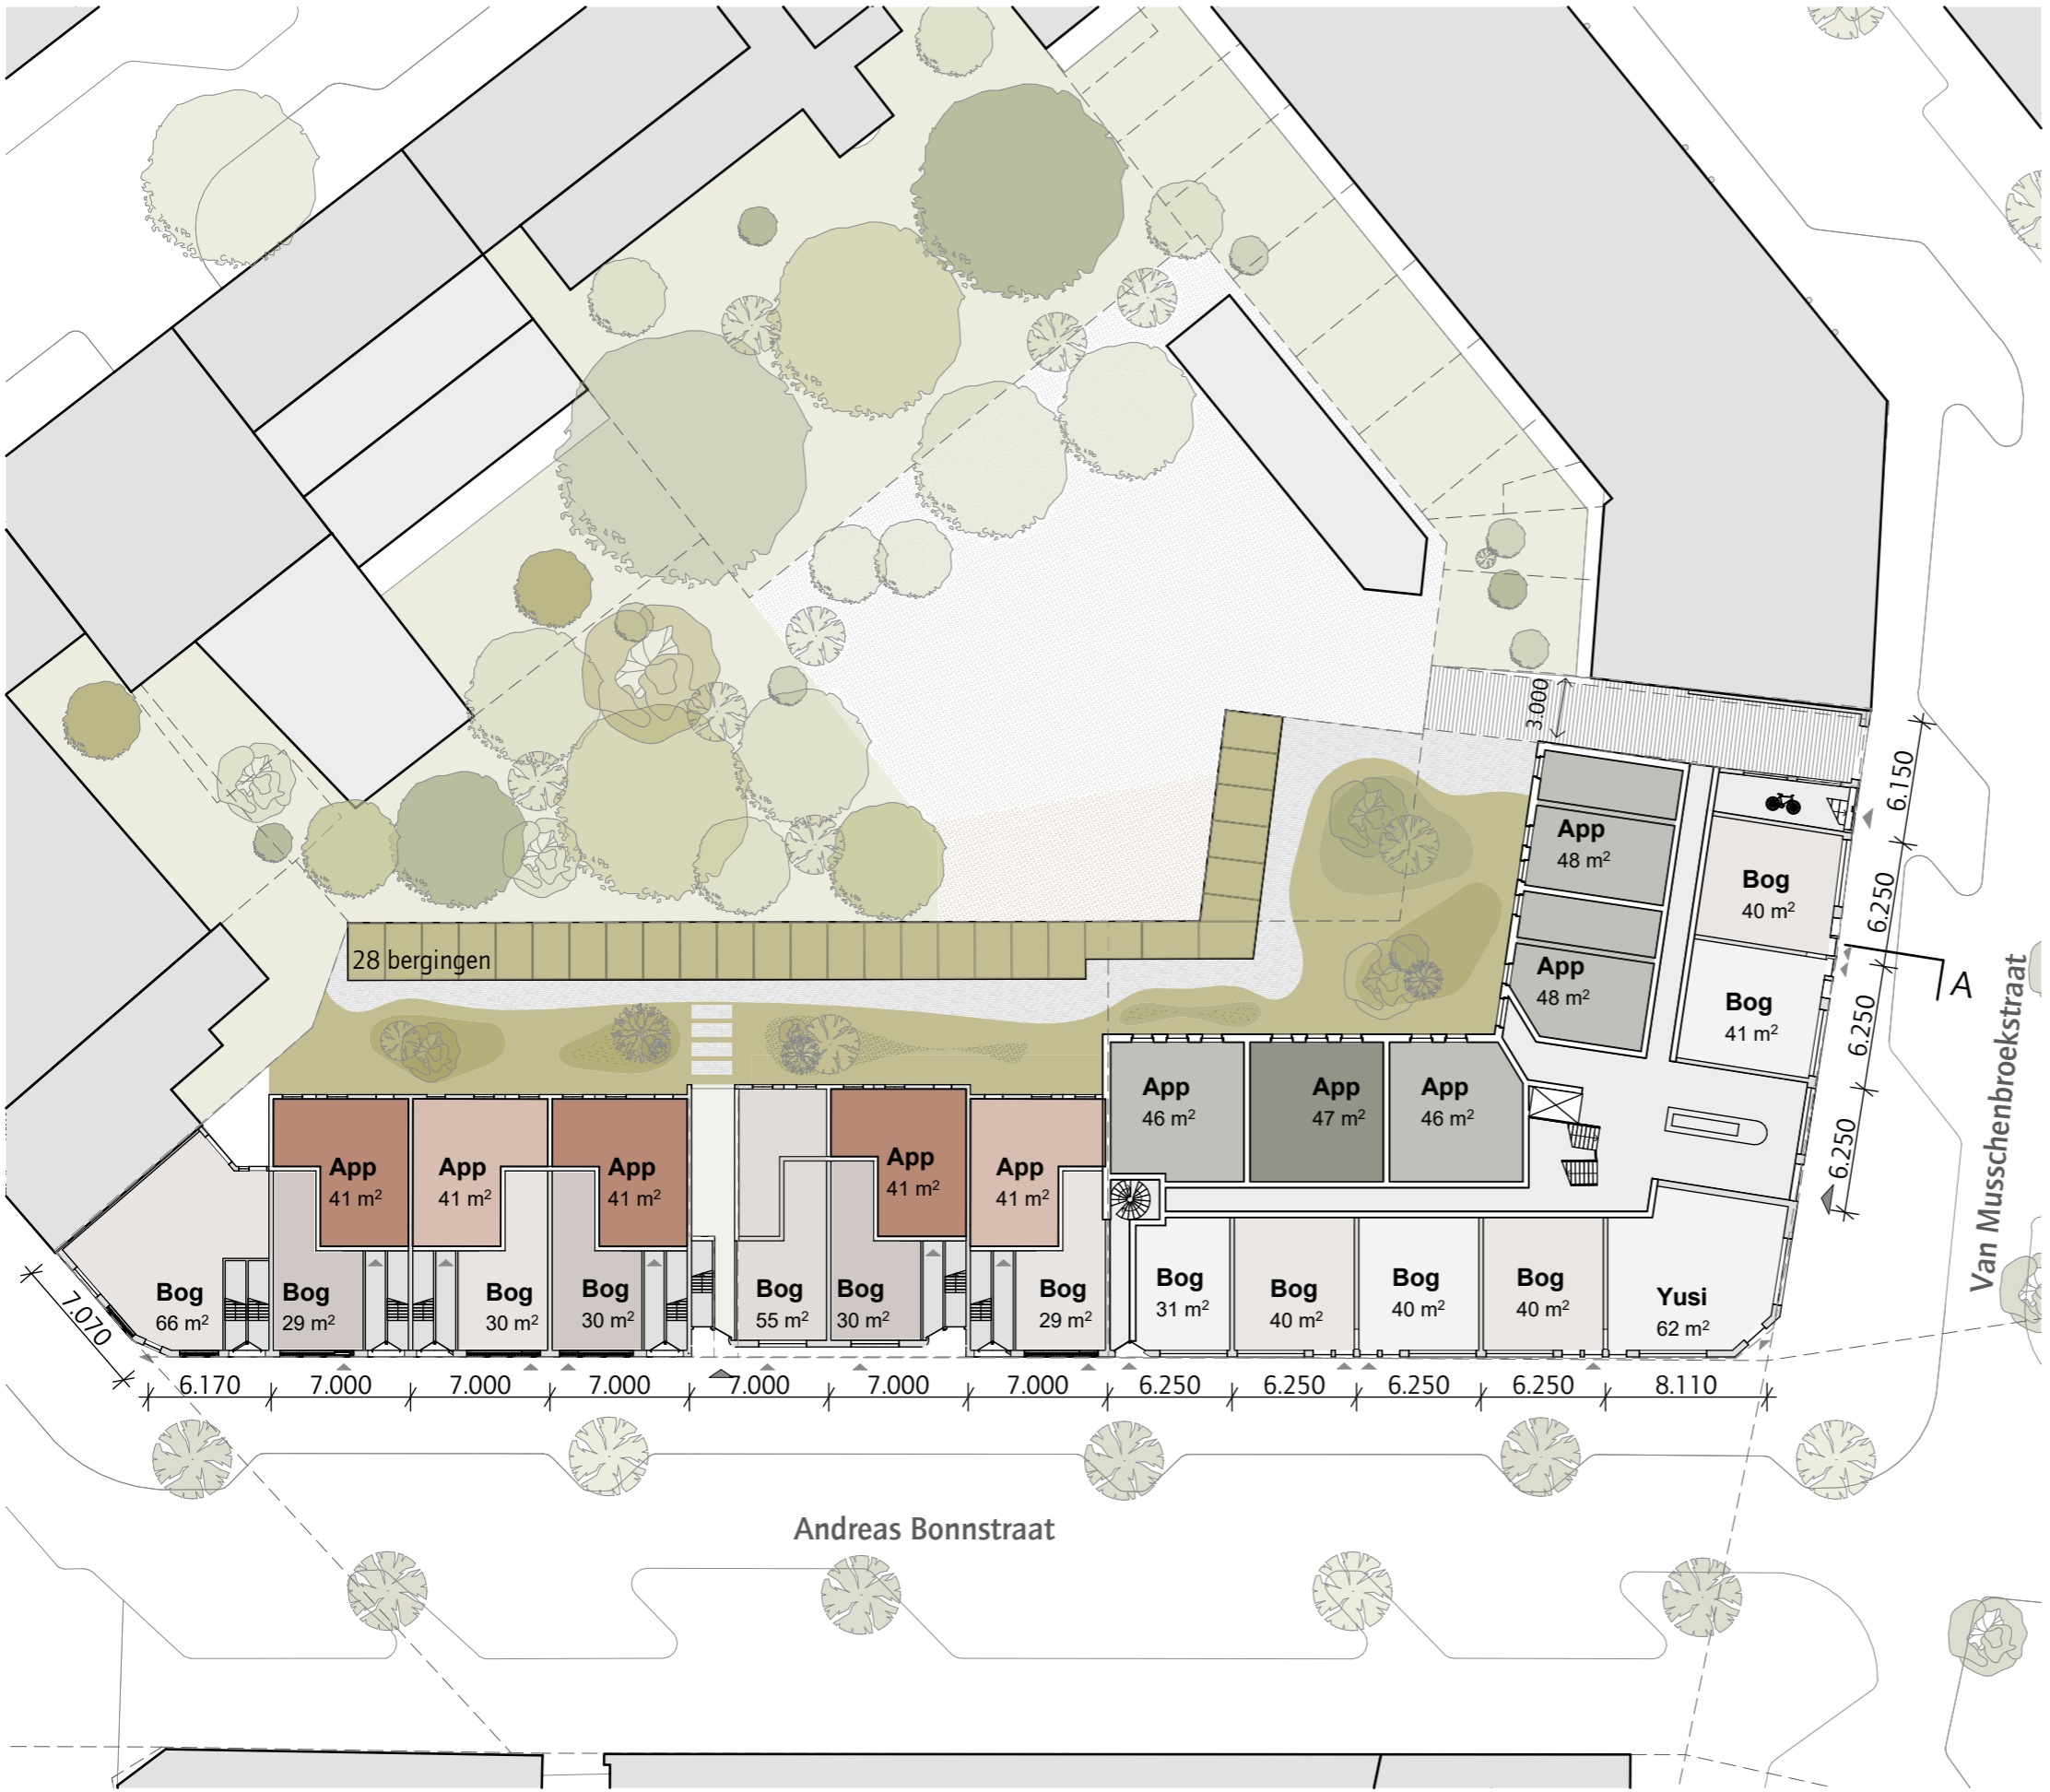 3.000
6.150
App
48 m²
Bog
40 m²
6.250
28 bergingen
App
48 m²
A
Bog
41 m²
6.250
Van Musschenbroekstraat
App
46 m²
App
47 m²
App
46 m²
6.250
App
41 m²
App
41 m²
App
41 m²
App
41 m²
App
41 m²
Bog
66 m²
Bog
29 m²
Bog
30 m²
Bog
30 m²
Bog
55 m²
Bog
30 m²
Bog
29 m²
Bog
31 m²
Bog
40 m²
Bog
40 m²
Bog
40 m²
Yusi
62 m²
7.070
6.170
7.000
7.000
7.000
7.000
7.000
7.000
6.250
6.250
6.250
6.250
8.110
Andreas Bonnstraat